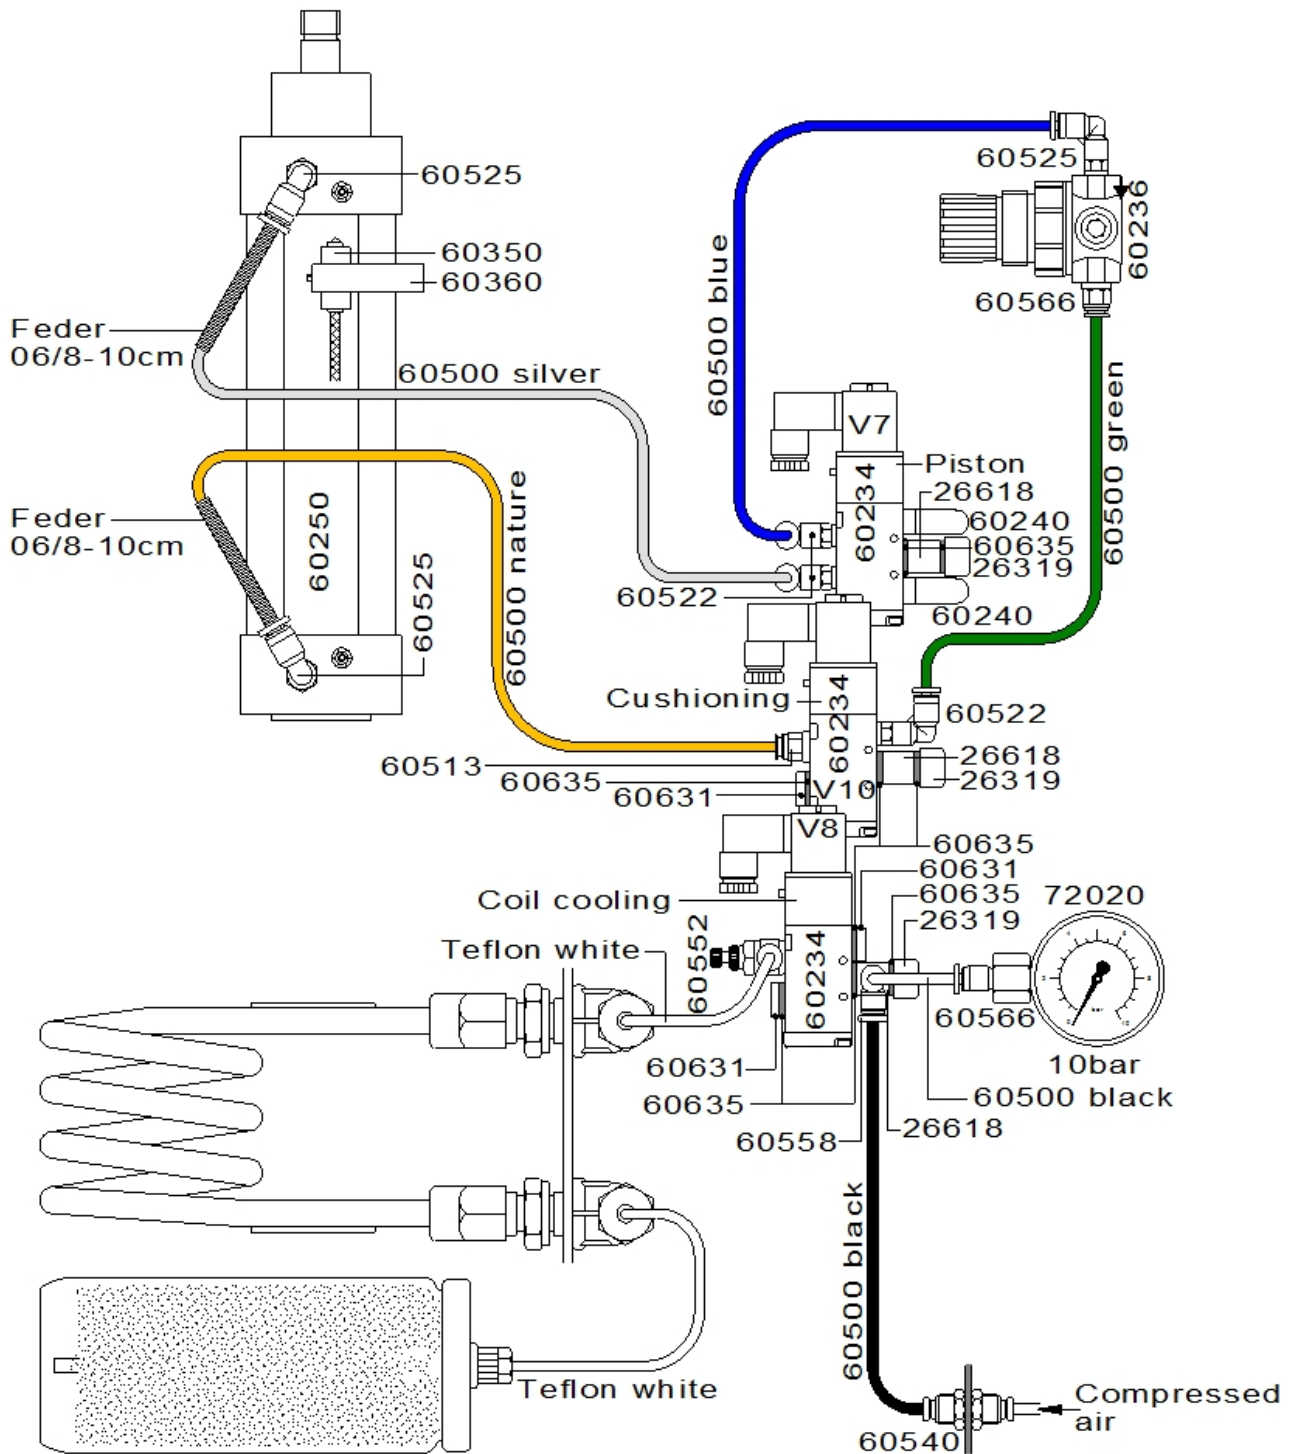 60525
60525
60236
60350
60360
60566
60500 blue
Feder
06/8-10cm
60500 silver
60500 green
V7
Piston
60234
26618
60240
60635
26319
60522
60240
Feder
06/8-10cm
60250
60500 nature
60525
Cushioning
60234
60522
60513
26618
26319
60635
60631
V10
V8
60635
60631
60635
26319
72020
Coil cooling
Teflon white
60552
60234
60566
bar
10
10bar
60631
60635
60500 black
60558
26618
60500 black
Teflon white
Compressed
air
60540